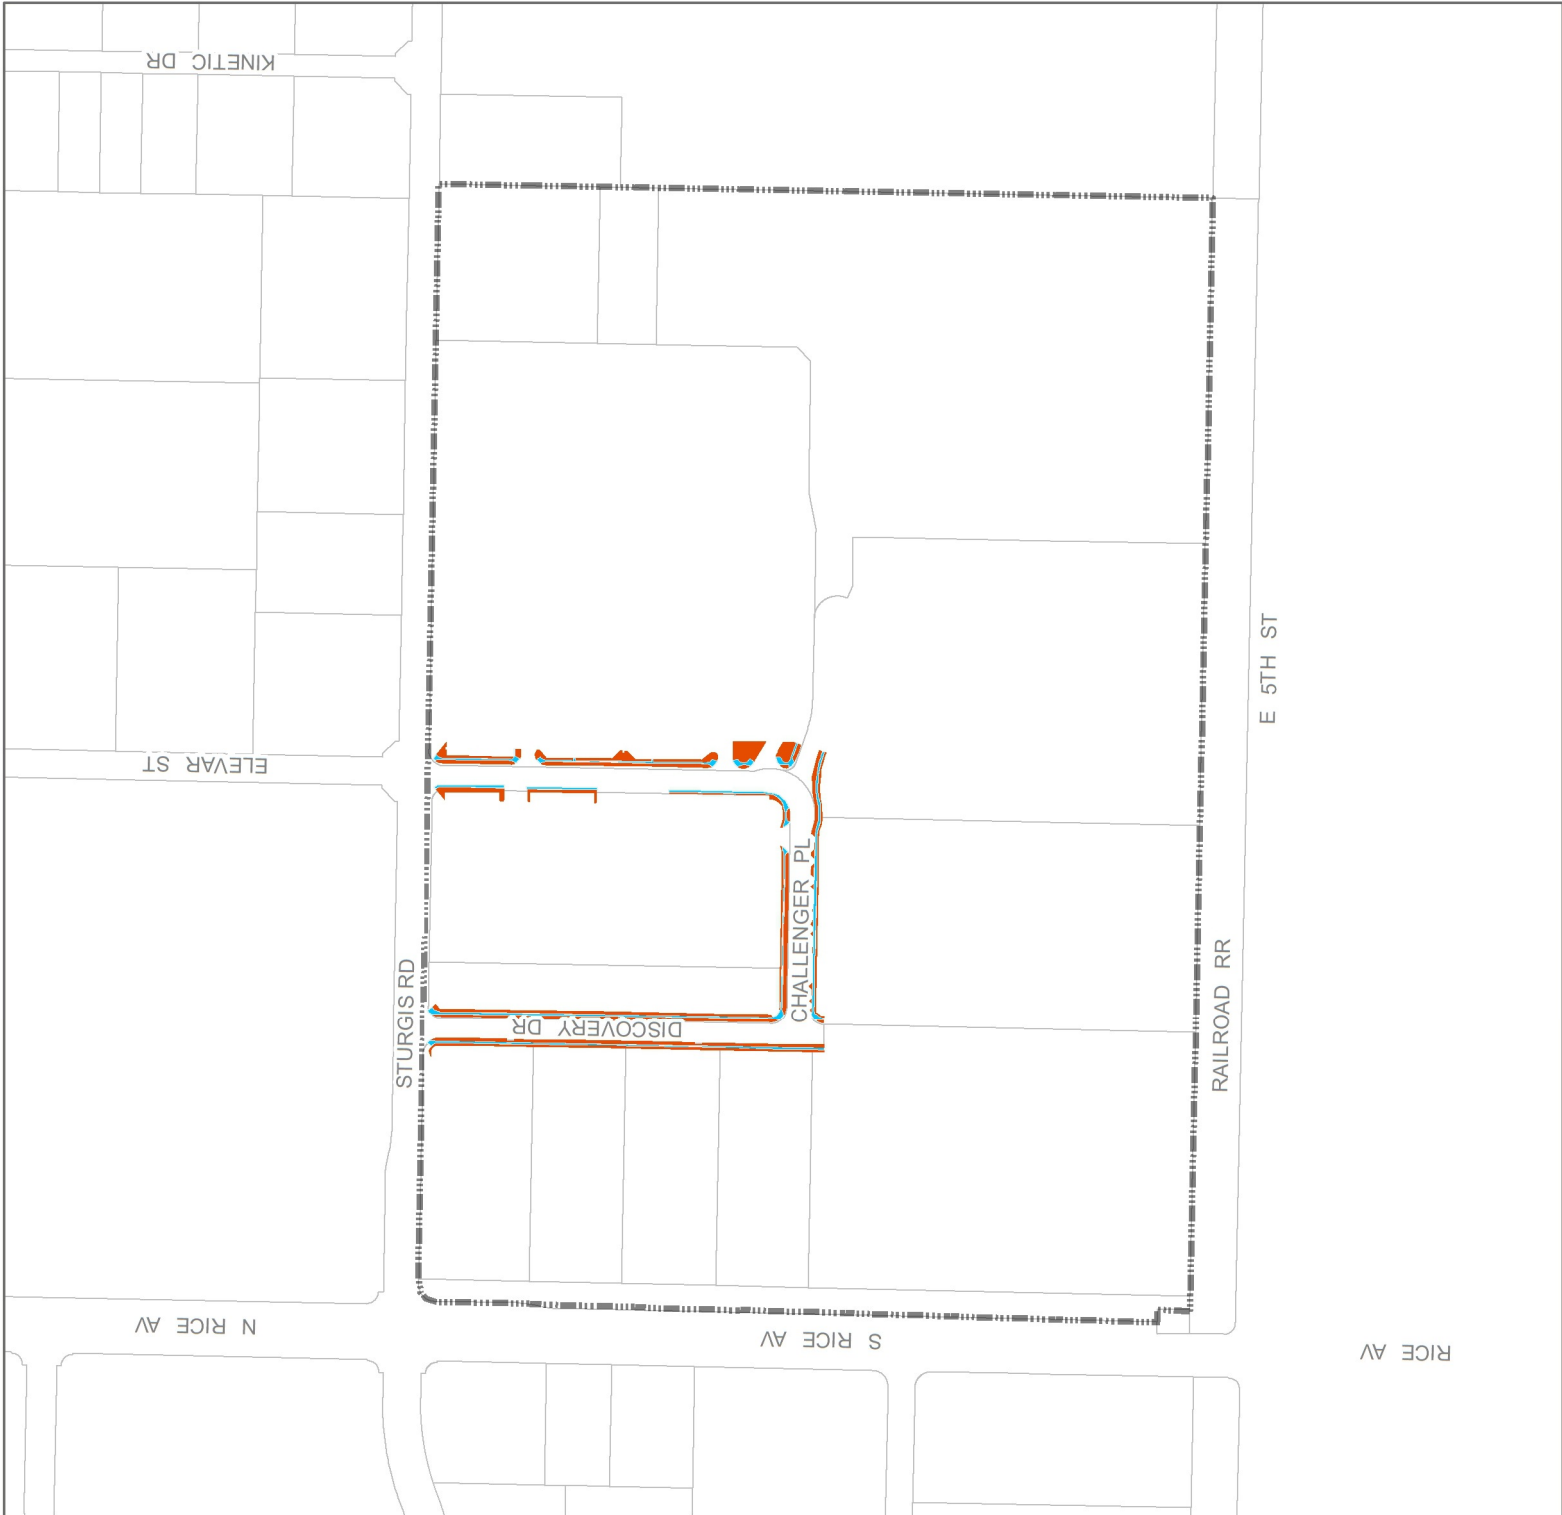 KINETIC DR
E 5TH ST
ELEVAR ST
CHALLENGER PL
STURGIS RD
DISCOVERY DR
RAILROAD RR
N RICE AV
S RICE AV
RICE AV